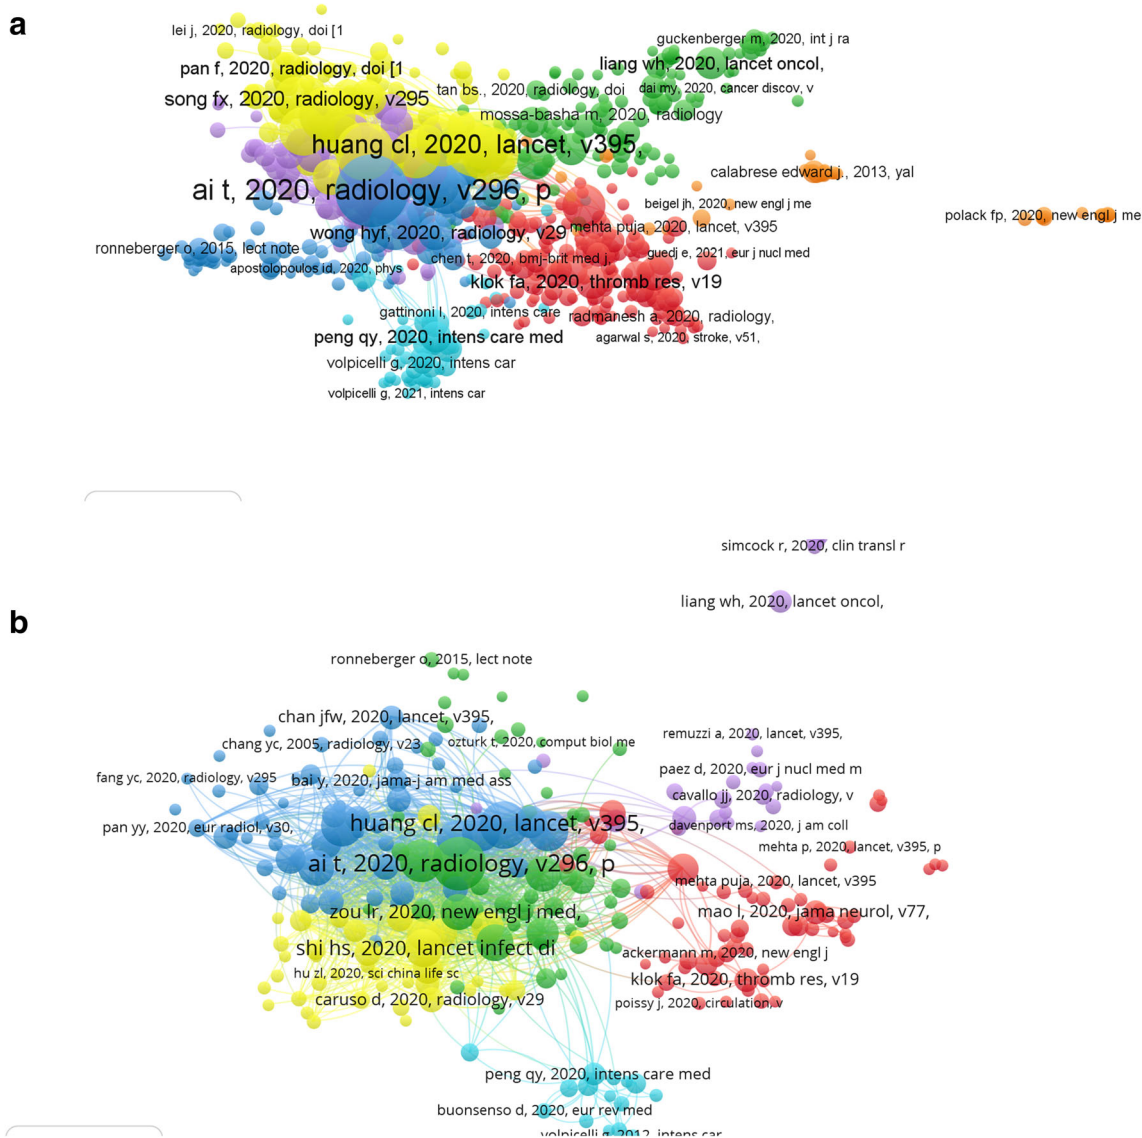 a
lei j, 2020, radiology, doi [1
guckenberger m, 2020, int j ra
pan f, 2020, radiology, doi [1
liang wh, 2020, lancet oncol,
song fx, 2020, radiology, v295
tan bs., 2020, radiology, doi
dai my, 2020, cancer discov, v
mossa-basha m, 2020, radiology
huang cl, 2020, lancet, v395,
calabrese edward j., 2013, yal
ai t, 2020, radiology, v296, p
beigel jh, 2020, new engl j me
polack fp, 2020, new engl j me
wong hyf, 2020, radiology, v29
mehta puja, 2020, lancet, v395
ronneberger o, 2015, lect note
chen t, 2020, bmj-brit med j,
guedj e, 2021, eur j nucl med
apostolopoulos id, 2020, phys
klok fa, 2020, thromb res, v19
gattinoni l, 2020, intens care
radmanesh a, 2020, radiology,
peng qy, 2020, intens care med
agarwal s, 2020, stroke, v51,
volpicelli g, 2020, intens car
volpicelli g, 2021, intens car
simcock r, 2020, clin transl r
liang wh, 2020, lancet oncol,
b
ronneberger o, 2015, lect note
chan jfw, 2020, lancet, v395,
remuzzi a, 2020, lancet, v395,
chang yc, 2005, radiology, v23
ozturk t, 2020, comput biol me
paez d, 2020, eur j nucl med m
fang yc, 2020, radiology, v295
bai y, 2020, jama-j am med ass
cavallo jj, 2020, radiology, v
pan yy, 2020, eur radiol, v30,
huang cl, 2020, lancet, v395,
davenport ms, 2020, j am coll
mehta p, 2020, lancet, v395, p
ai t, 2020, radiology, v296, p
mehta puja, 2020, lancet, v395
zou lr, 2020, new engl j med,
mao l, 2020, jama neurol, v77,
shi hs, 2020, lancet infect di
ackermann m, 2020, new engl j
hu zl, 2020, sci china life sc
klok fa, 2020, thromb res, v19
caruso d, 2020, radiology, v29
poissy j, 2020, circulation, v
peng qy, 2020, intens care med
buonsenso d, 2020, eur rev med
volpicelli g, 2012, intens car